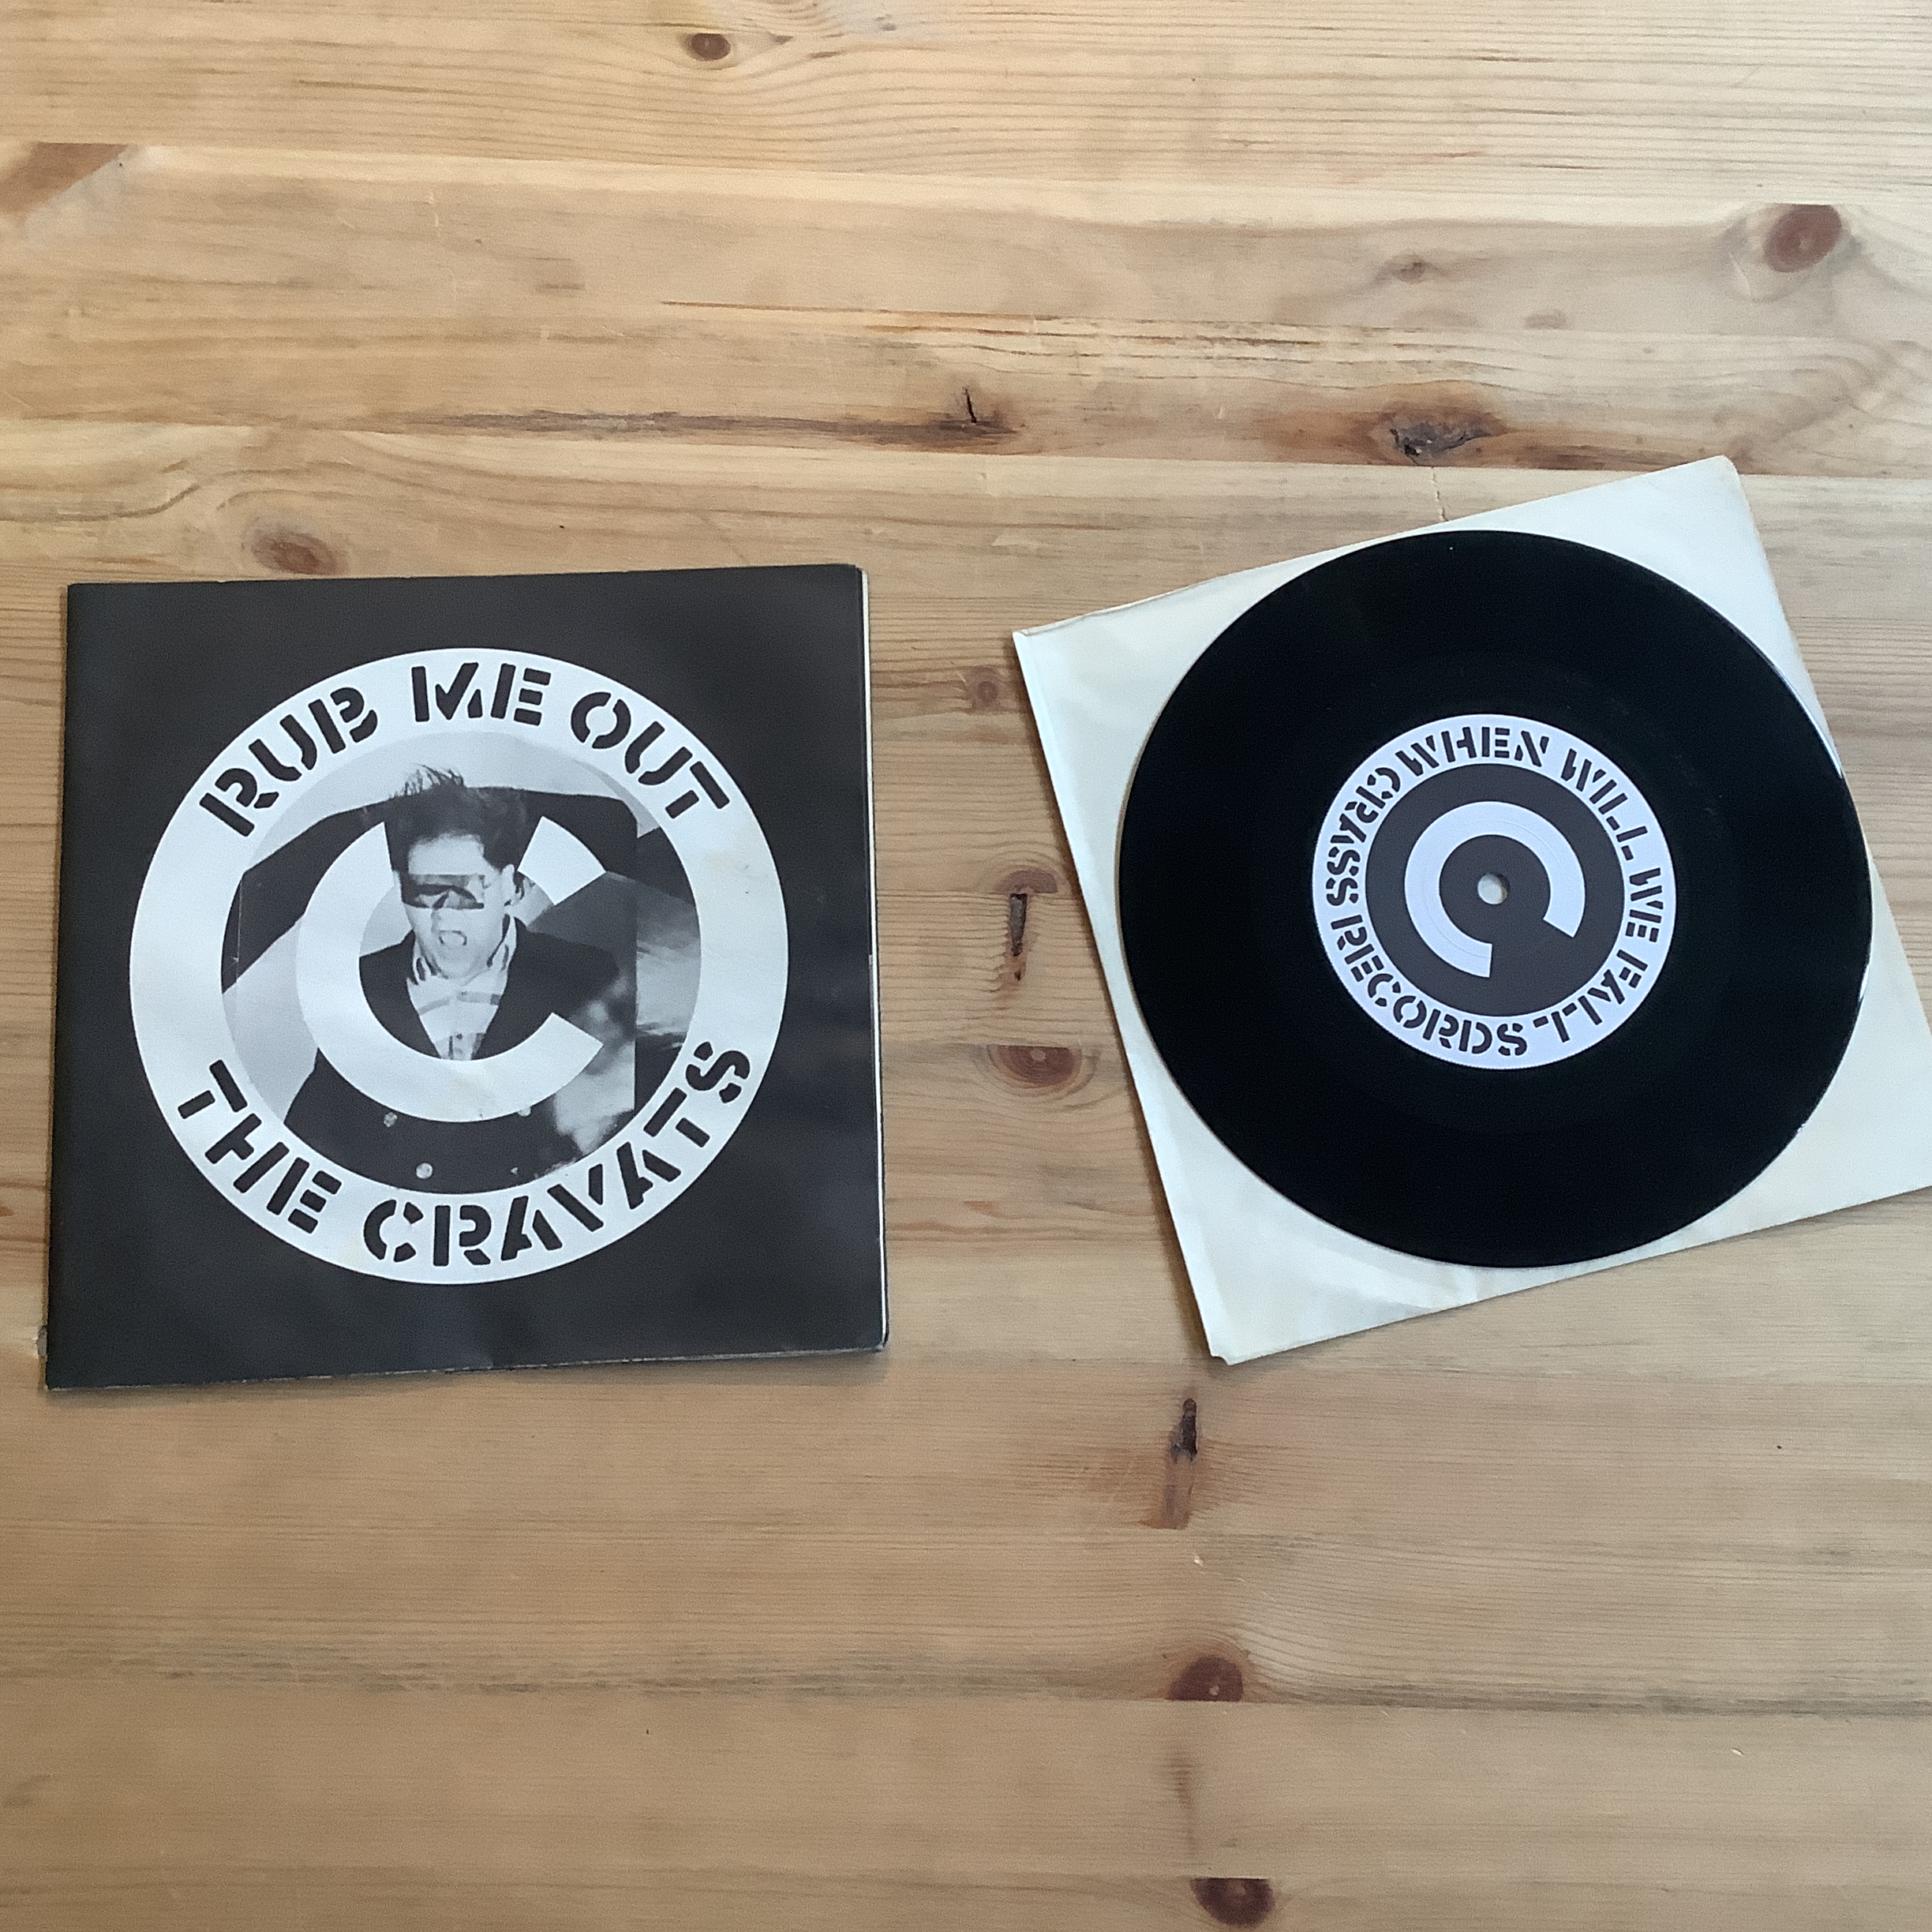 RUB ME OUT
THE CRAVATS
WHEN WILL WE FALL
CRASS RECORDS